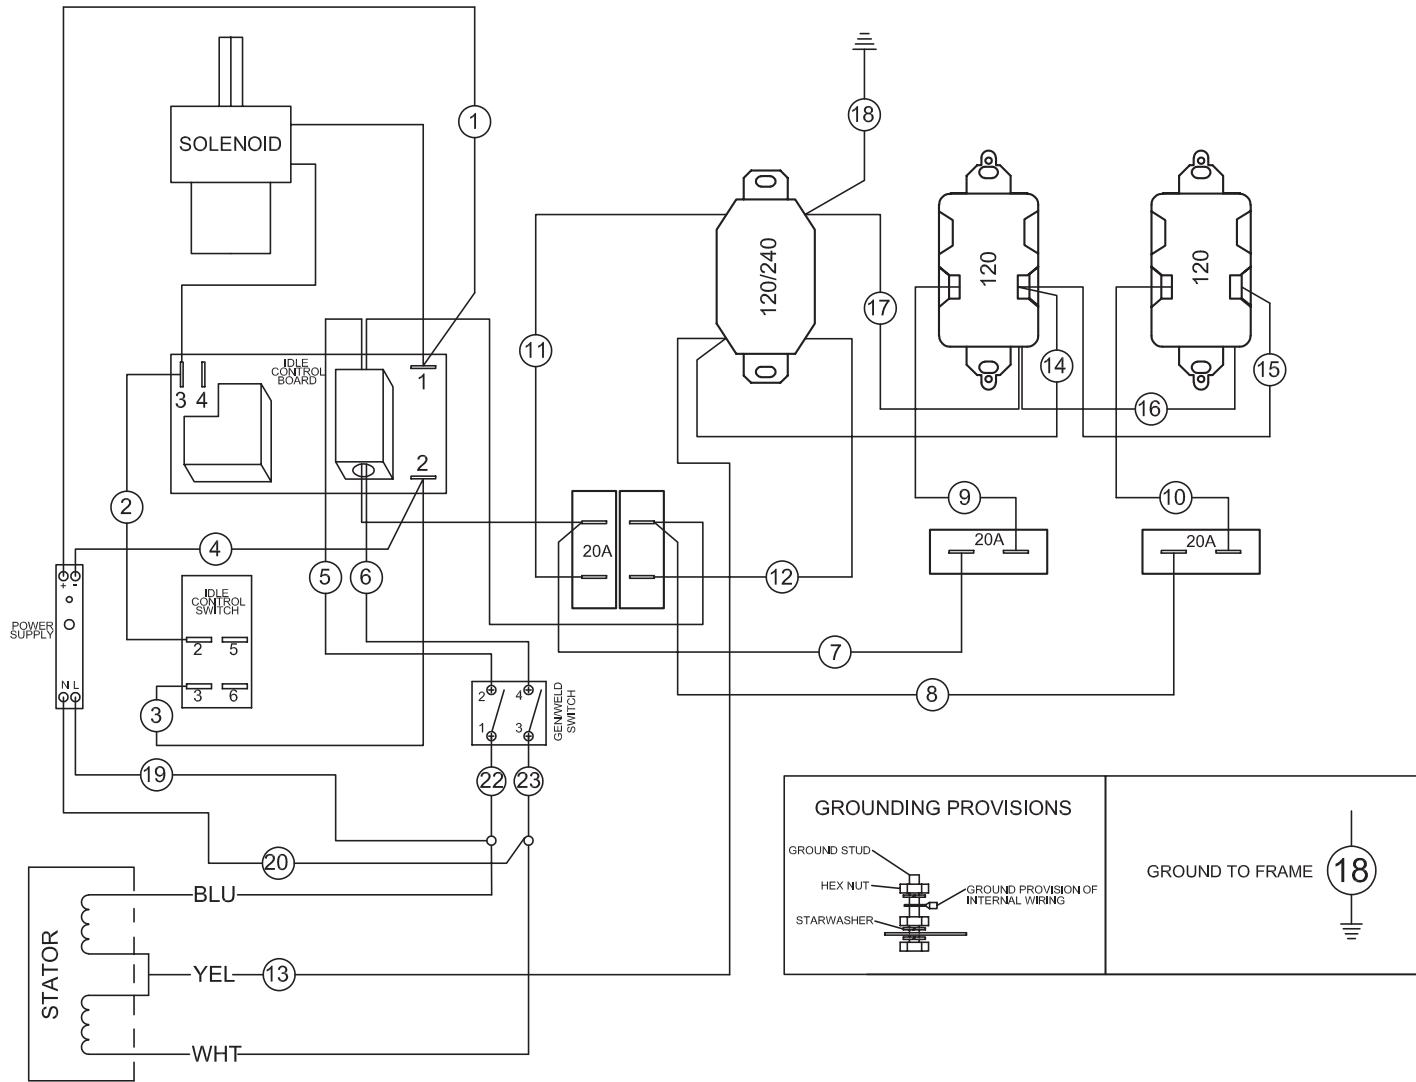 1
18
SOLENOID
120/240
120
120
11
17
14
15
16
IDLE
CONTROL
BOARD
3 4
1
2
2
4
5
6
20A
12
9
10
20A
20A
+ -
POWER
SUPPLY
N L
IDLE
CONTROL
SWITCH
2 5
3 6
3
7
8
2 4
1 3
GEN/WELD
SWITCH
19
22
23
20
STATOR
BLU
YEL
13
WHT
GROUNDING PROVISIONS
GROUND STUD
HEX NUT
GROUND PROVISION OF
INTERNAL WIRING
STARWASHER
GROUND TO FRAME
18